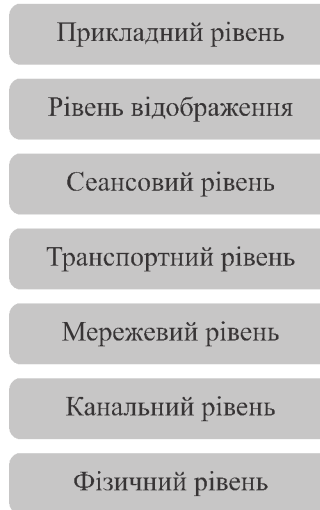 Прикладний рівень
Рівень відображення
Сеансовий рівень
Транспортний рівень
Мережевий рівень
Канальний рівень
Фізичний рівень